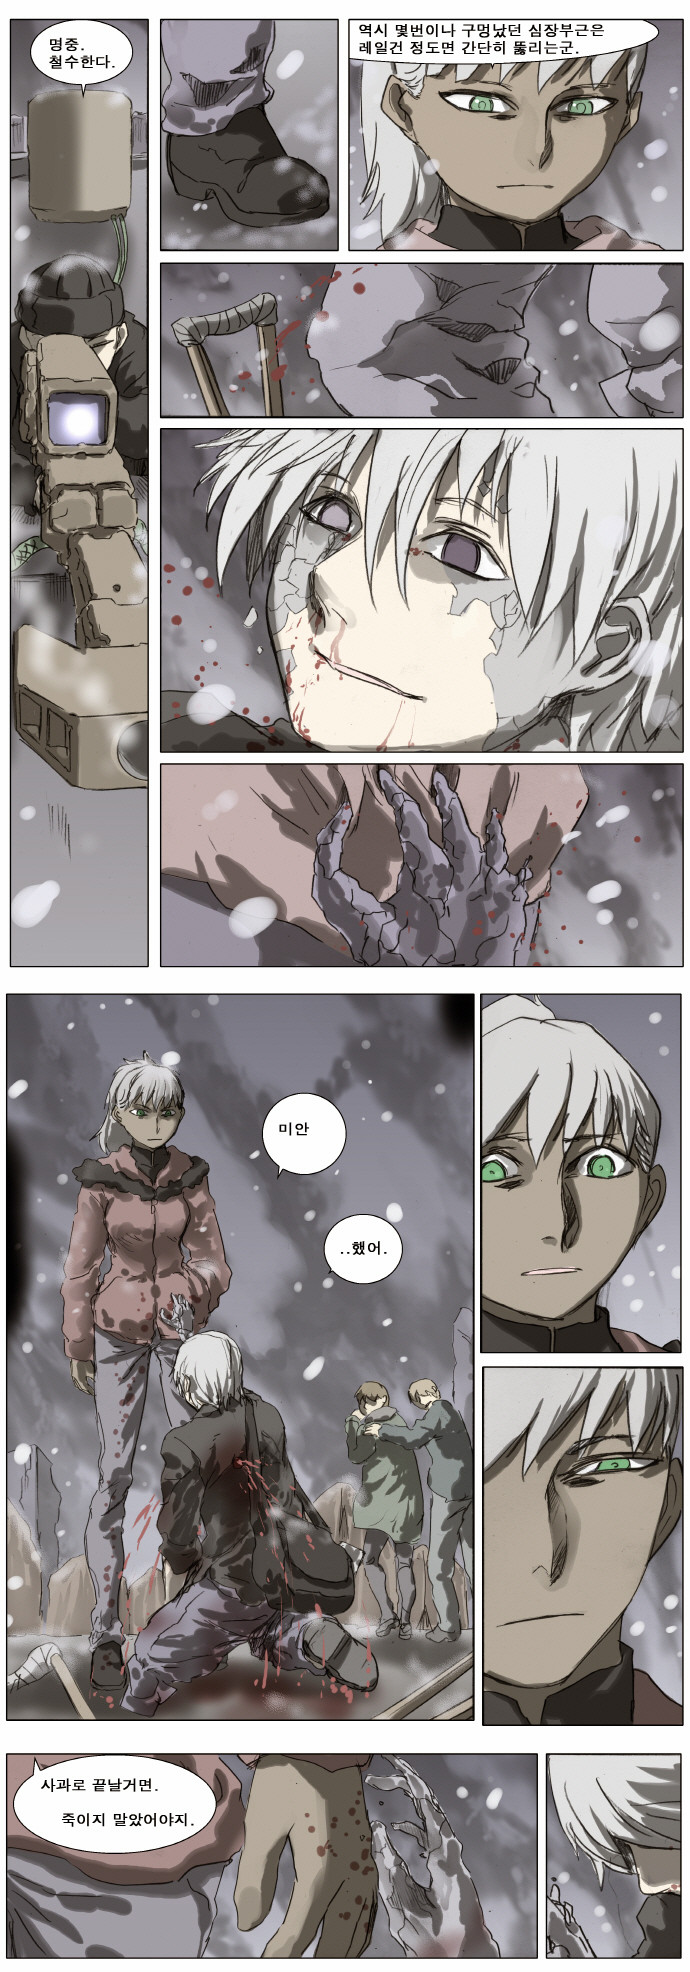 명중.
철수한다.
역시 몇번이나 구멍났던 심장부근은
레일건 정도면 간단히 뚫리는군.
미안
..했어.
사과로 끝날거면.
죽이지 말았어야지.